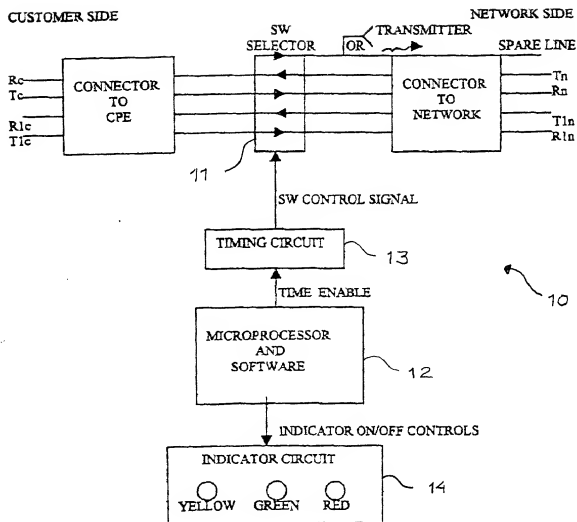 CUSTOMER SIDE
NETWORK SIDE
SW
SELECTOR
OR
TRANSMITTER
SPARE LINE
Rc
Tc
R1c
T1c
CONNECTOR
TO
CPE
CONNECTOR
TO
NETWORK
Tn
Rn
T1n
R1n
11
SW CONTROL SIGNAL
TIMING CIRCUIT
13
TIME ENABLE
10
MICROPROCESSOR
AND
SOFTWARE
12
INDICATOR ON/OFF CONTROLS
INDICATOR CIRCUIT
YELLOW GREEN RED
14